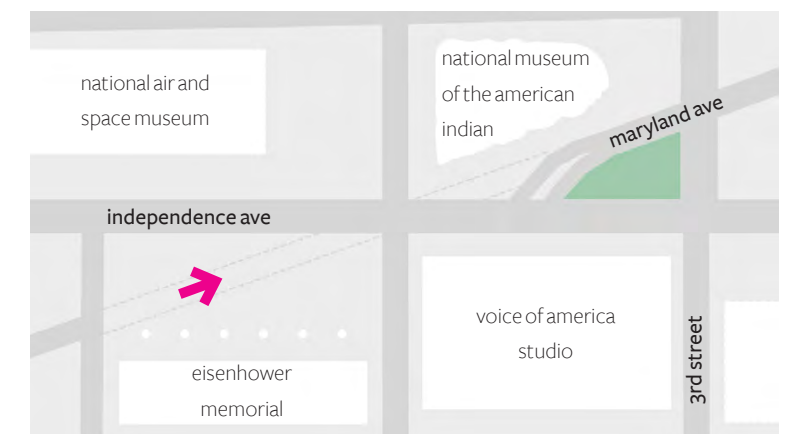 national air and
space museum
national museum
of the american
indian
maryland ave
independence ave
voice of america
studio
3rd street
eisenhower
memorial